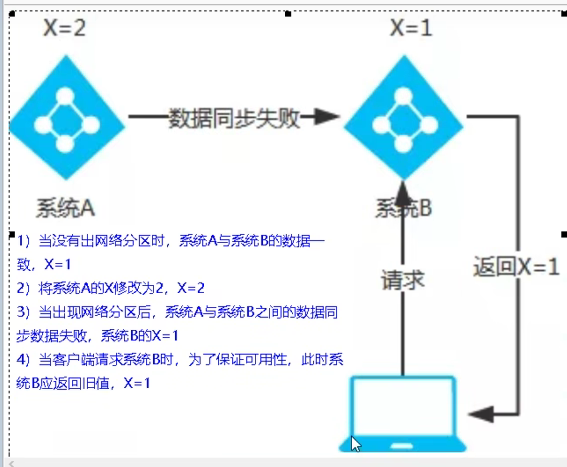 X=2
X=1
数据同步失败
系统A
系统B
1）当没有出网络分区时，系统A与系统B的数据一
致，X=1
2）将系统A的X修改为2，X=2
3）当出现网络分区后，系统A与系统B之间的数据同
步数据失败，系统B的X=1
4）当客户端请求系统B时，为了保证可用性，此时系
统B应返回旧值，X=1
请求
返回X=1